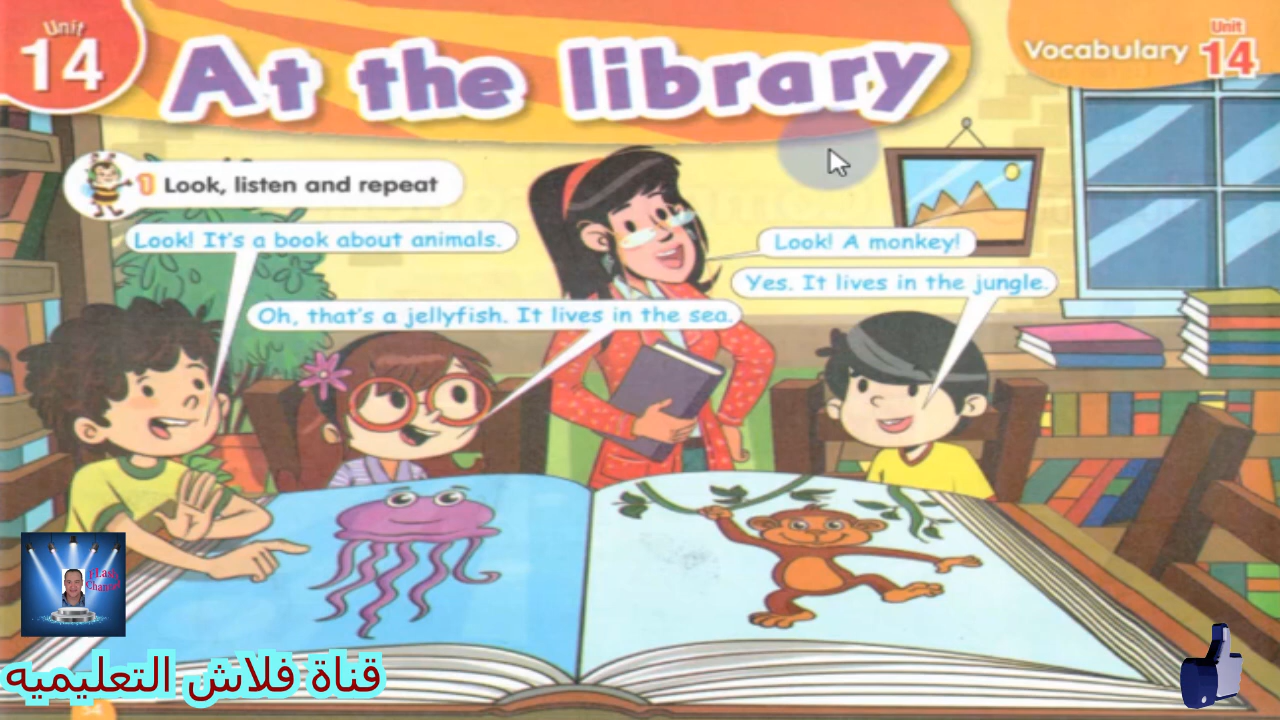 Unit
14
At the library
Vocabulary
Unit
14
1 Look, listen and repeat
Look! It's a book about animals.
Look! A monkey!
Yes. It lives in the jungle.
Oh, that's a jellyfish. It lives in the sea.
قناة فلاش التعليميه